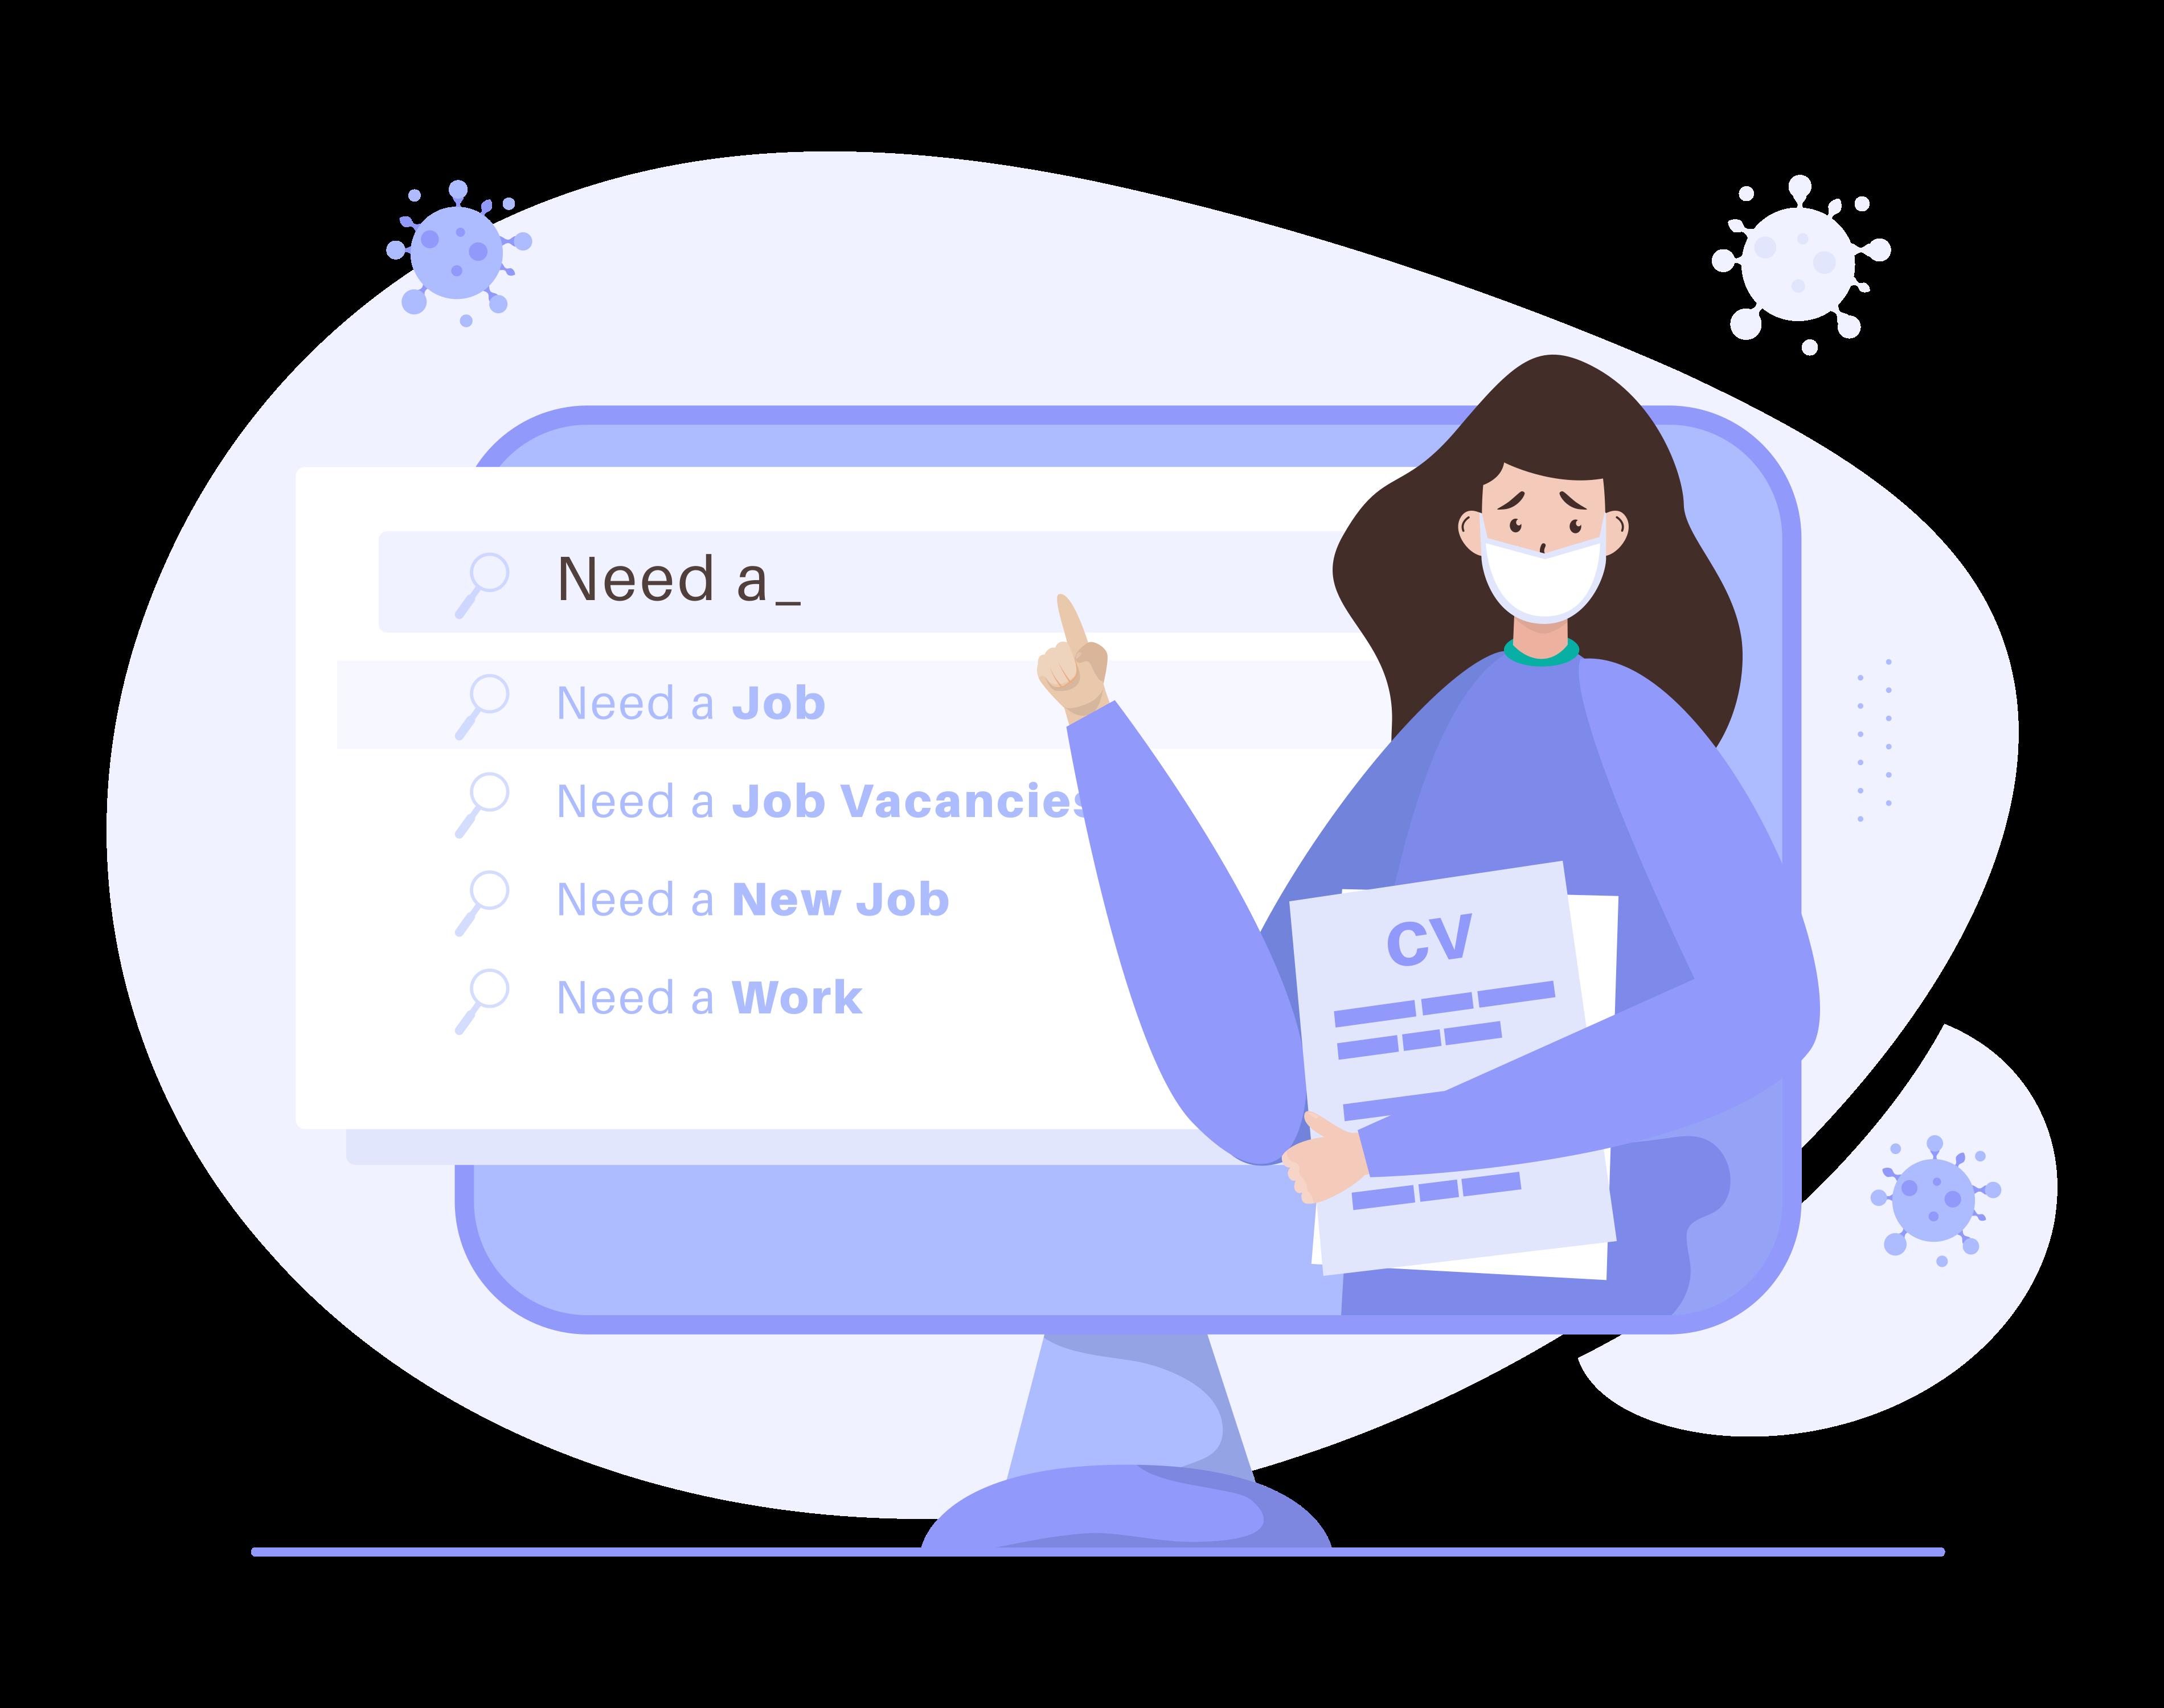 Need a_
Need a Job
Need a Job Vacancies
Need a New Job
Need a Work
CV